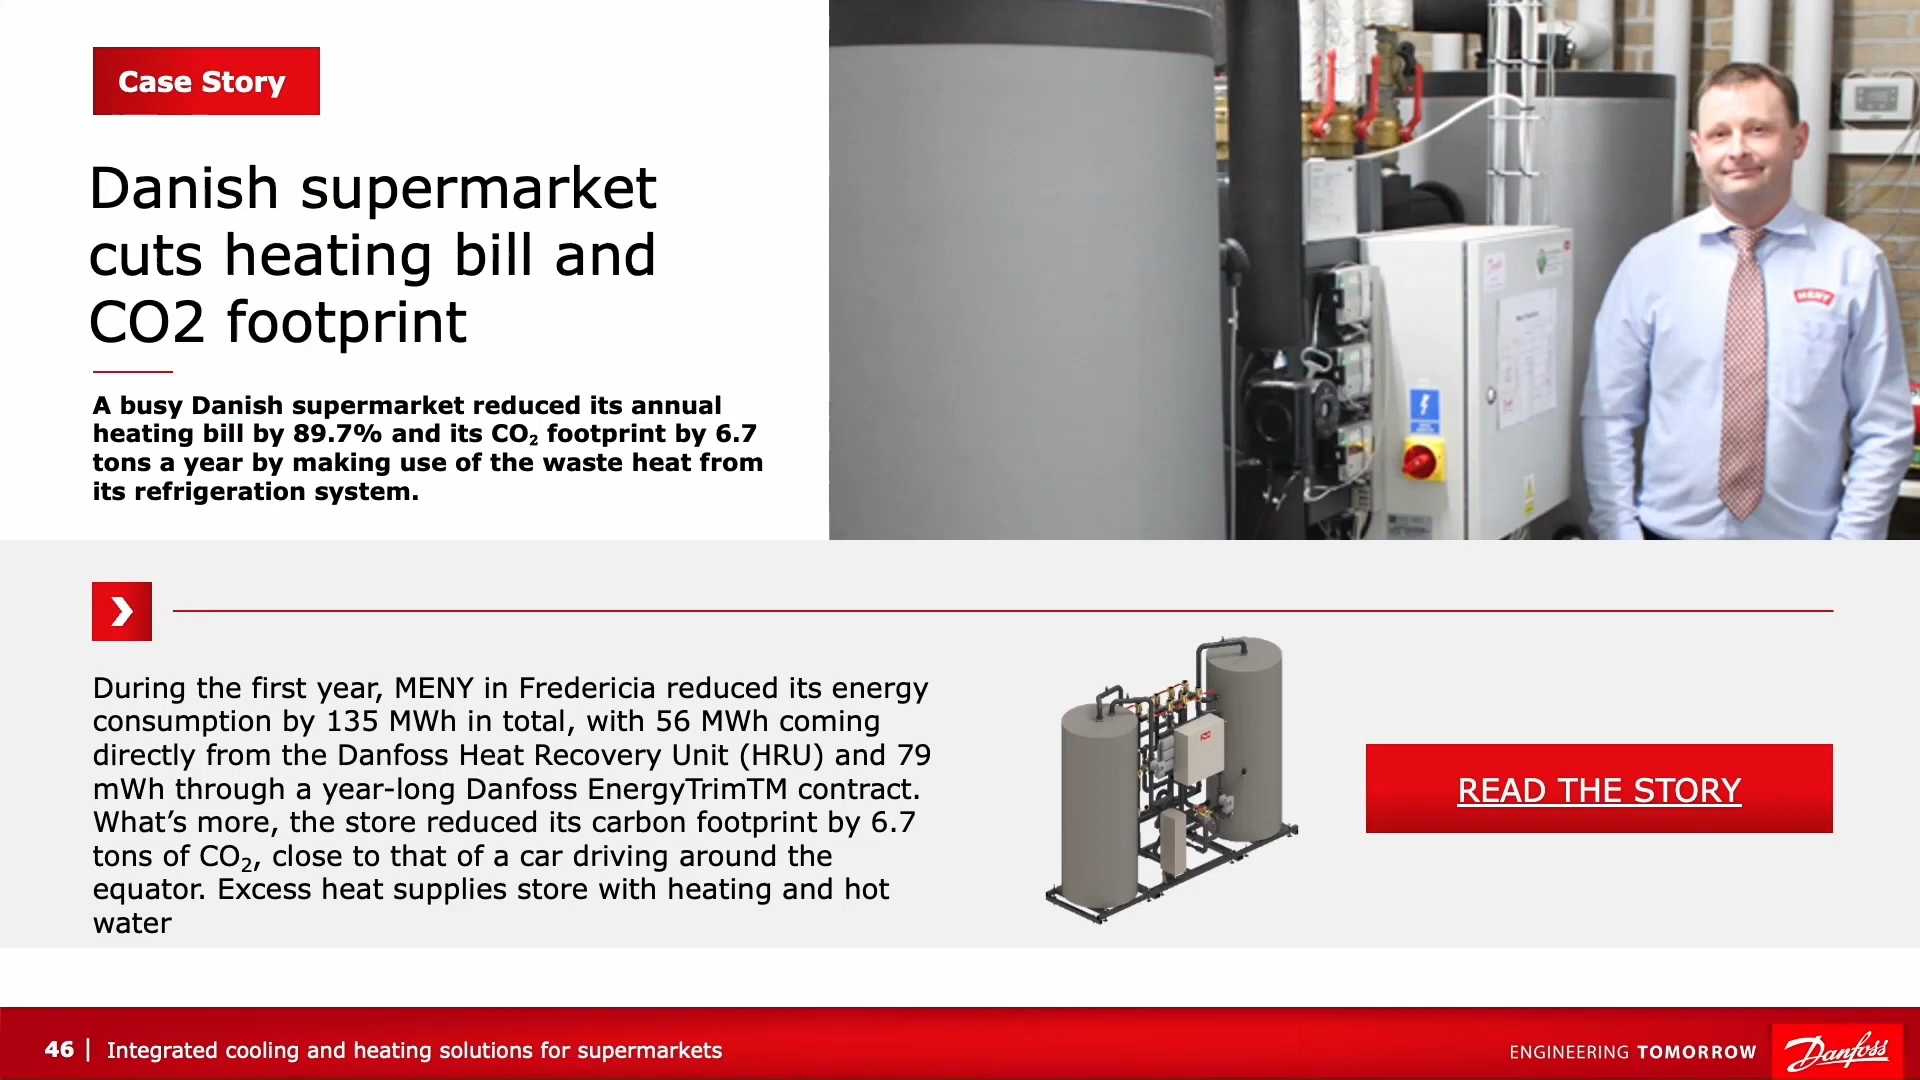 Case Story
Danish supermarket
cuts heating bill and
CO2 footprint
A busy Danish supermarket reduced its annual
heating bill by 89.7% and its CO₂ footprint by 6.7
tons a year by making use of the waste heat from
its refrigeration system.
MENY
During the first year, MENY in Fredericia reduced its energy
consumption by 135 MWh in total, with 56 MWh coming
directly from the Danfoss Heat Recovery Unit (HRU) and 79
mWh through a year-long Danfoss EnergyTrimTM contract.
What’s more, the store reduced its carbon footprint by 6.7
tons of CO₂, close to that of a car driving around the
equator. Excess heat supplies store with heating and hot
water
READ THE STORY
46 | Integrated cooling and heating solutions for supermarkets
ENGINEERING TOMORROW
Danfoss